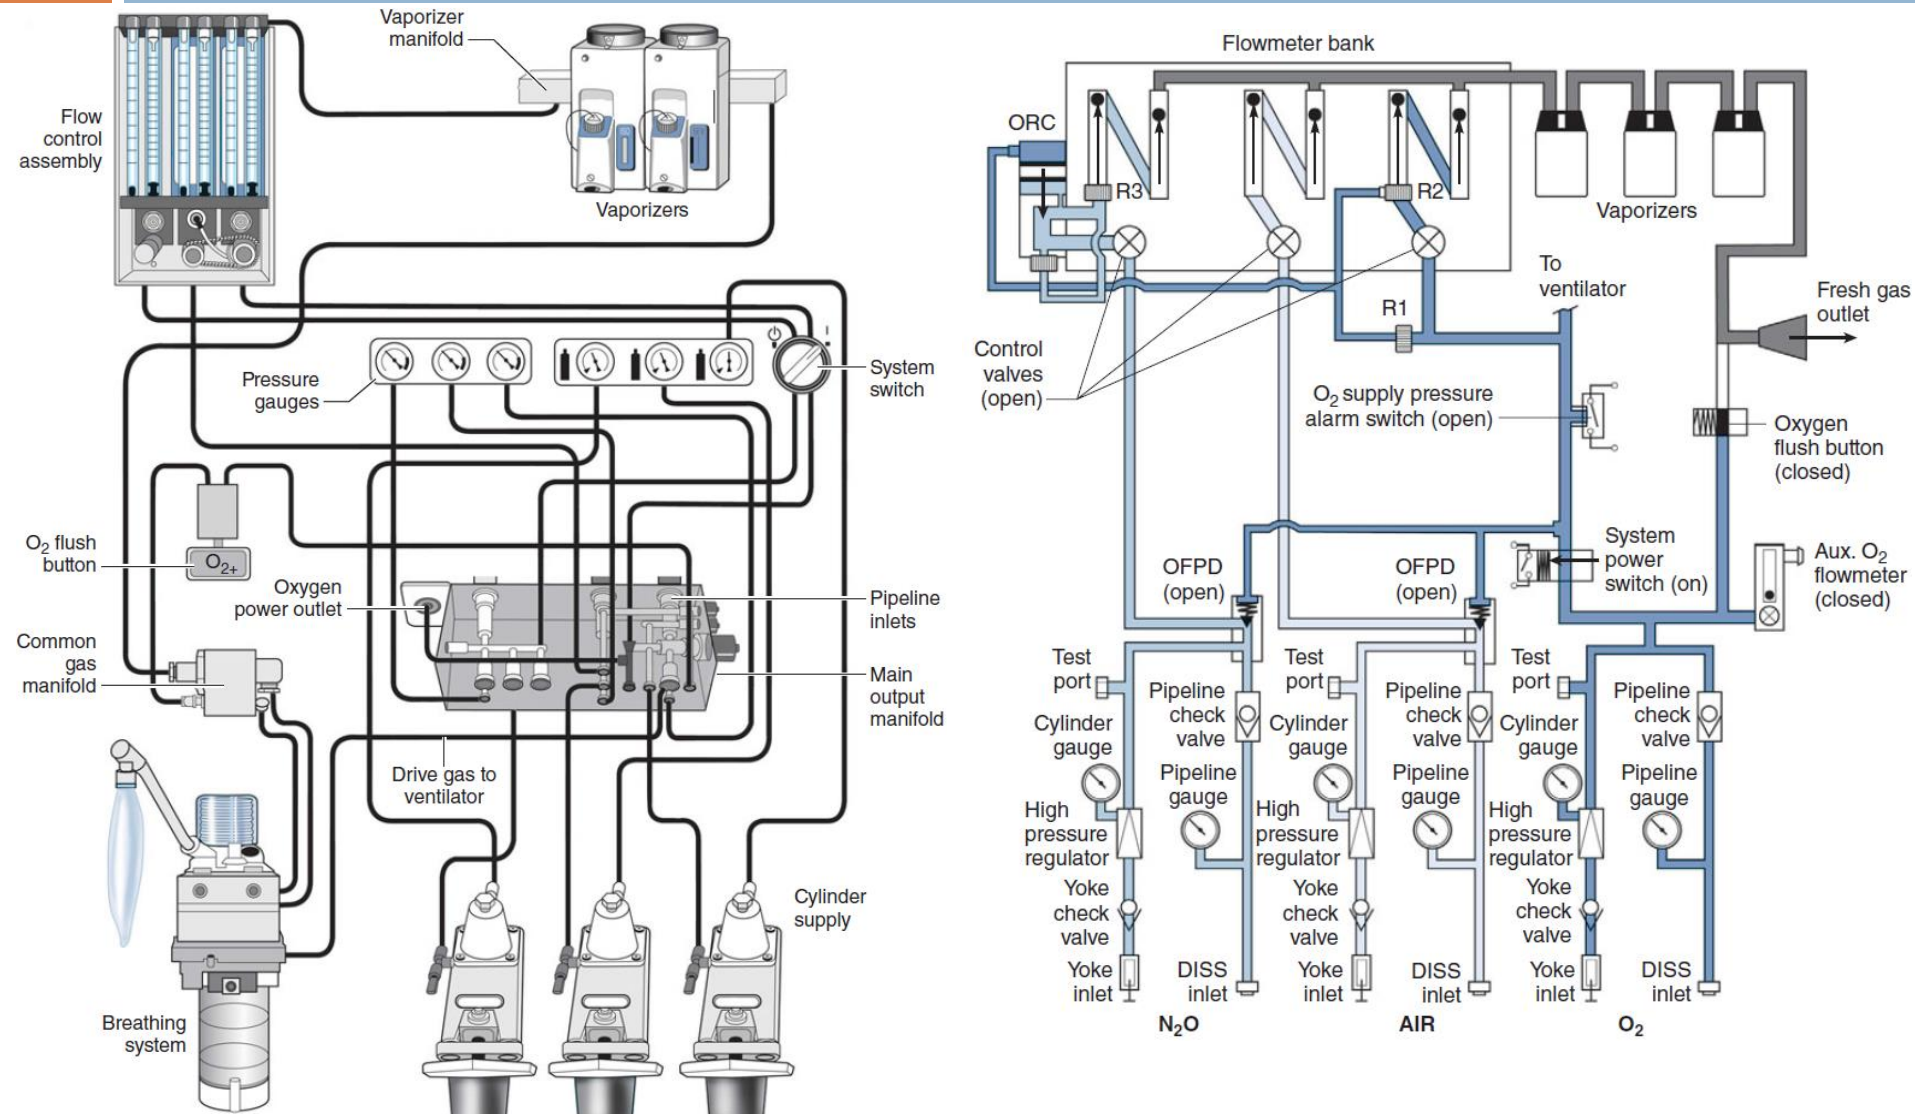 Vaporizer
manifold
Flow
control
assembly
Vaporizers
Pressure
gauges
System
switch
O2 flush
button
O2+
Oxygen
power outlet
Pipeline
inlets
Common
gas
manifold
Main
output
manifold
Drive gas to
ventilator
Cylinder
supply
Breathing
system
Flowmeter bank
ORC
R3
R2
Vaporizers
To
ventilator
R1
Fresh gas
outlet
Control
valves
(open)
O2 supply pressure
alarm switch (open)
Oxygen
flush button
(closed)
System
power
switch (on)
Aux. O2
flowmeter
(closed)
OFPD
(open)
OFPD
(open)
Test
port
Pipeline
check
valve
Cylinder
gauge
Pipeline
gauge
High
pressure
regulator
Yoke
check
valve
Yoke
inlet
DISS
inlet
N2O
Test
port
Pipeline
check
valve
Cylinder
gauge
Pipeline
gauge
High
pressure
regulator
Yoke
check
valve
Yoke
inlet
DISS
inlet
AIR
Test
port
Pipeline
check
valve
Cylinder
gauge
Pipeline
gauge
High
pressure
regulator
Yoke
check
valve
Yoke
inlet
DISS
inlet
O2